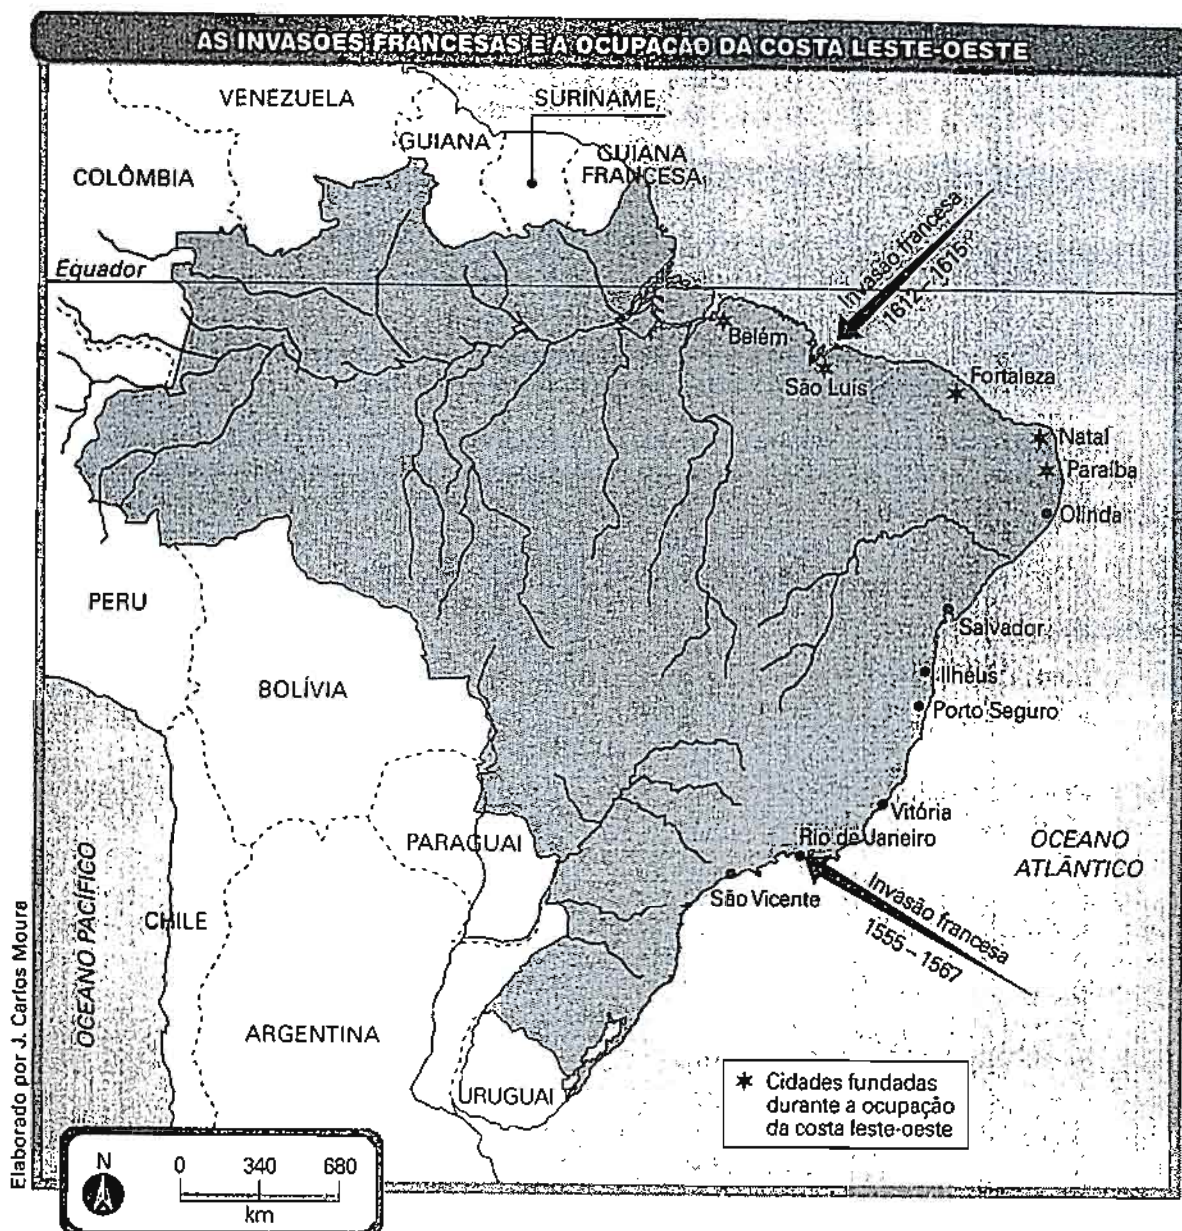 AS INVASÕES FRANCESAS E A OCUPAÇÃO DA COSTA LESTE-OESTE
VENEZUELA
SURINAME
GUIANA
GUIANA
FRANCESA
COLÔMBIA
Equador
Invasão francesa
1612 – 1615
Belém
São Luís
Fortaleza
Natal
Paraíba
Olinda
PERU
Salvador
Ilhéus
BOLÍVIA
Porto Seguro
Vitória
Rio de Janeiro
OCEANO
ATLÂNTICO
PARAGUAI
São Vicente
Invasão francesa
1555 – 1567
CHILE
OCEANO PACÍFICO
ARGENTINA
URUGUAI
Cidades fundadas
durante a ocupação
da costa leste-oeste
N
0 340 680
km
Elaborado por J. Carlos Moura